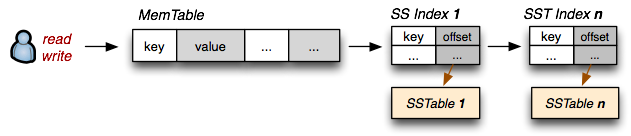 read
write
MemTable
key value ... ...
SS Index 1
key offset
... ...
SSTable 1
SST Index n
key offset
... ...
SSTable n